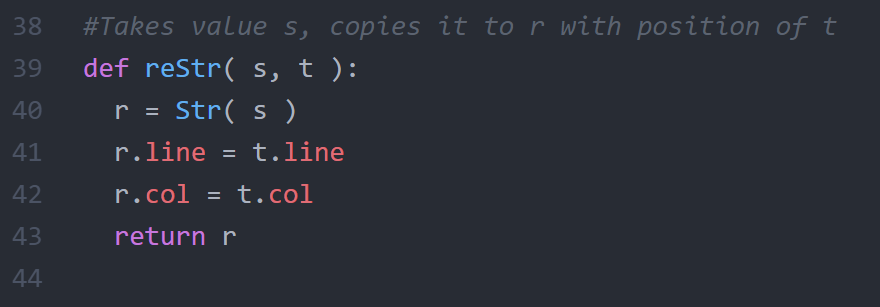 38 #Takes value s, copies it to r with position of t
39 def reStr( s, t ):
40   r = Str( s )
41   r.line = t.line
42   r.col = t.col
43   return r
44